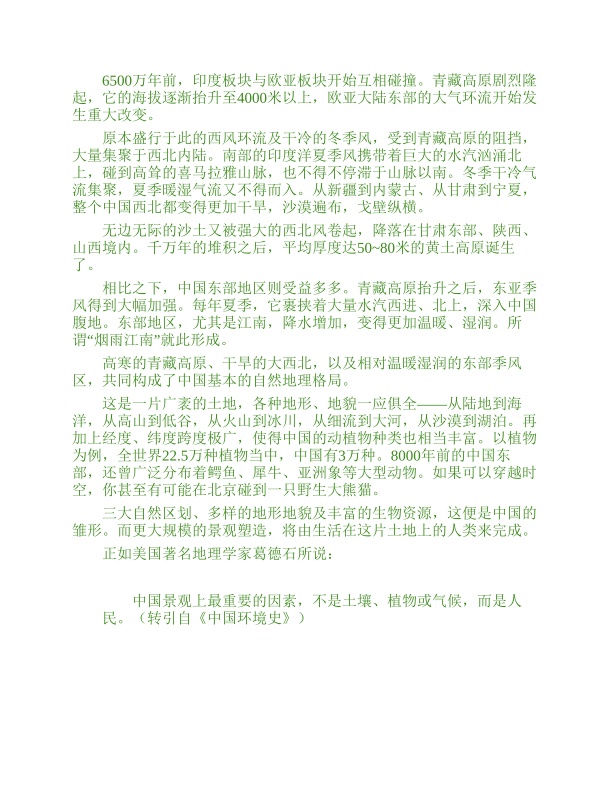 6500万年前，印度板块与欧亚板块开始互相碰撞。青藏高原剧烈隆
起，它的海拔逐渐抬升至4000米以上，欧亚大陆东部的大气环流开始发
生重大改变。
原本盛行于此的西风环流及干冷的冬季风，受到青藏高原的阻挡，
大量集聚于西北内陆。南部的印度洋夏季风携带着巨大的水汽汹涌北
上，碰到高耸的喜马拉雅山脉，也不得不停滞于山脉以南。冬季干冷气
流集聚，夏季暖湿气流又不得而入。从新疆到内蒙古、从甘肃到宁夏，
整个中国西北都变得更加干旱，沙漠遍布，戈壁纵横。
无边无际的沙土又被强大的西北风卷起，降落在甘肃东部、陕西、
山西境内。千万年的堆积之后，平均厚度达50~80米的黄土高原诞生
了。
相比之下，中国东部地区则受益多多。青藏高原抬升之后，东亚季
风得到大幅加强。每年夏季，它裹挟着大量水汽西进、北上，深入中国
腹地。东部地区，尤其是江南，降水增加，变得更加温暖、湿润。所
谓“烟雨江南”就此形成。
高寒的青藏高原、干旱的大西北，以及相对温暖湿润的东部季风
区，共同构成了中国基本的自然地理格局。
这是一片广袤的土地，各种地形、地貌一应俱全——从陆地到海
洋，从高山到低谷，从火山到冰川，从细流到大河，从沙漠到湖泊。再
加上经度、纬度跨度极广，使得中国的动植物种类也相当丰富。以植物
为例，全世界22.5万种植物当中，中国有3万种。8000年前的中国东
部，还曾广泛分布着鳄鱼、犀牛、亚洲象等大型动物。如果可以穿越时
空，你甚至有可能在北京碰到一只野生大熊猫。
三大自然区划、多样的地形地貌及丰富的生物资源，这便是中国的
雏形。而更大规模的景观塑造，将由生活在这片土地上的人类来完成。
正如美国著名地理学家葛德石所说：
中国景观上最重要的因素，不是土壤、植物或气候，而是人
民。（转引自《中国环境史》）